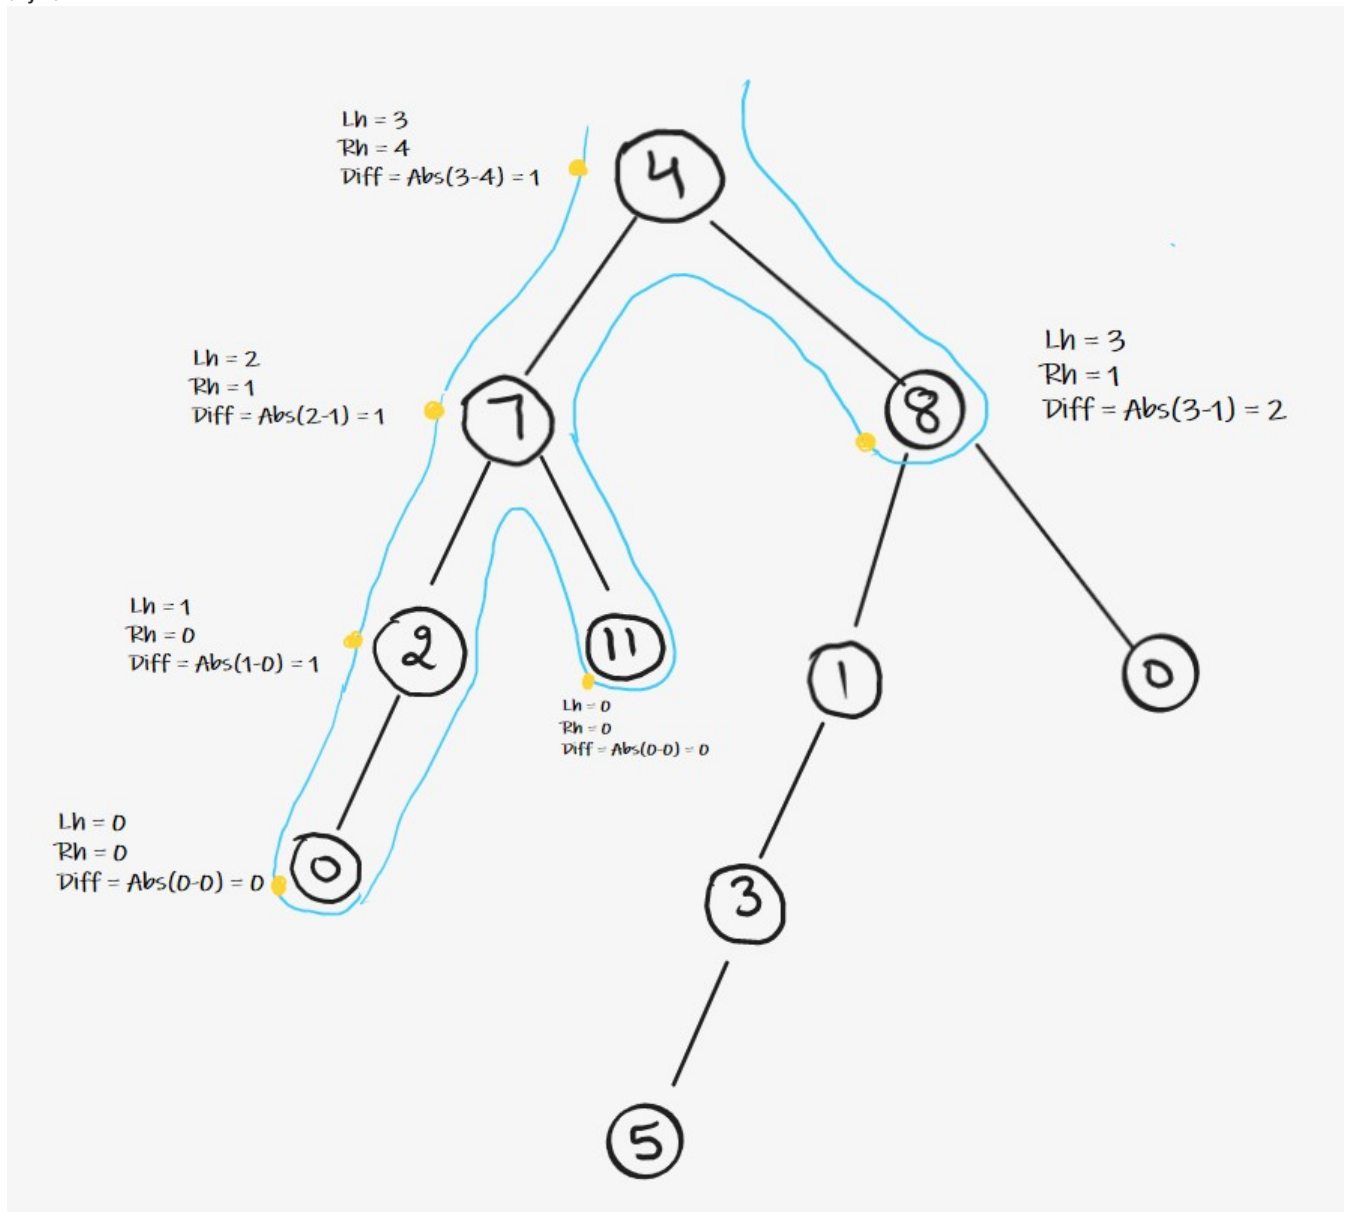 Lh = 3
Rh = 4
Diff = Abs(3-4) = 1
4
Lh = 2
Rh = 1
Diff = Abs(2-1) = 1
7
8
Lh = 3
Rh = 1
Diff = Abs(3-1) = 2
Lh = 1
Rh = 0
Diff = Abs(1-0) = 1
2
11
1
0
Lh = 0
Rh = 0
Diff = Abs(0-0) = 0
Lh = 0
Rh = 0
Diff = Abs(0-0) = 0
0
3
5